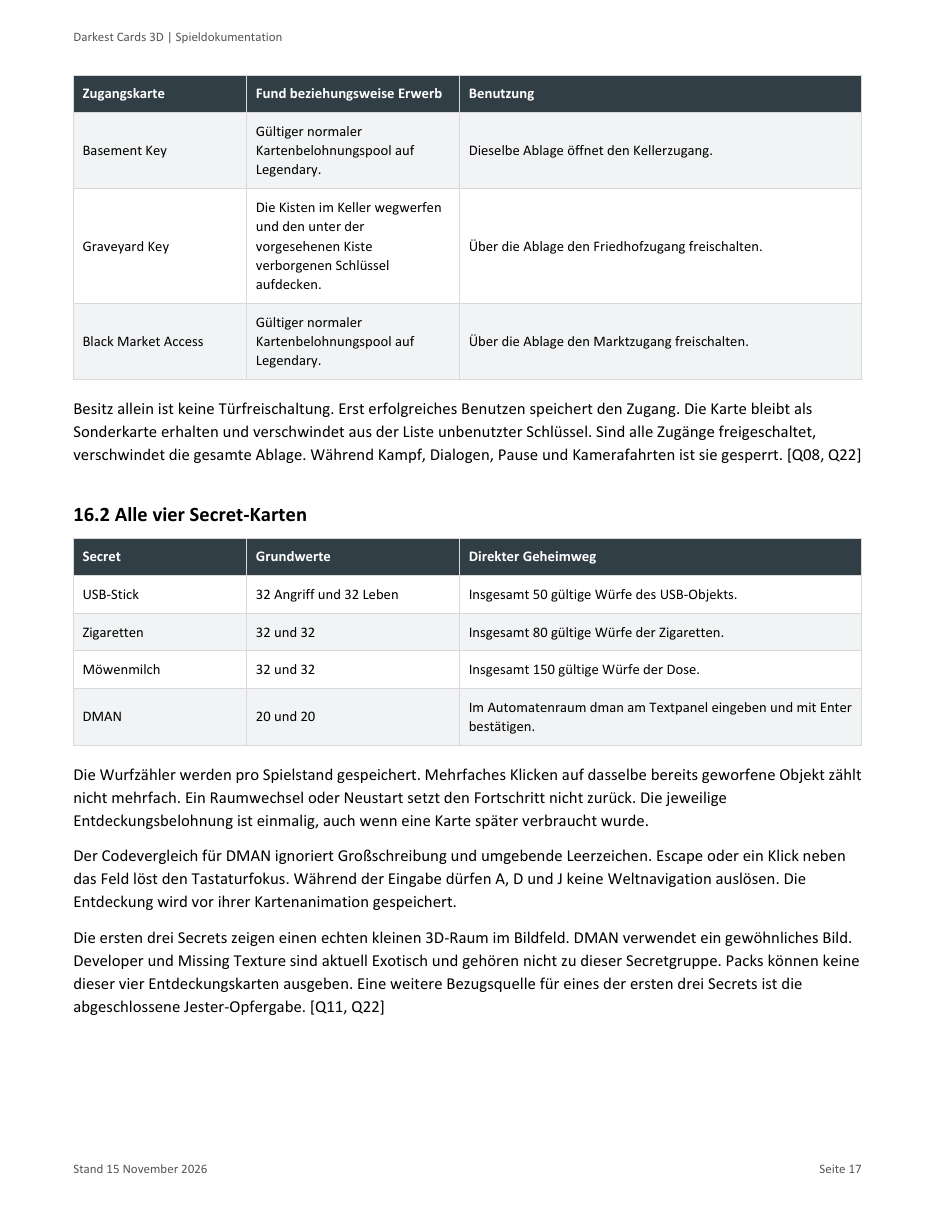 Darkest Cards 3D | Spieldokumentation
Zugangskarte
Fund beziehungsweise Erwerb
Benutzung
Basement Key
Gültiger normaler
Kartenbelohnungspool auf
Legendary.
Dieselbe Ablage öffnet den Kellerzugang.
Graveyard Key
Die Kisten im Keller wegwerfen
und den unter der
vorgesehenen Kiste
verborgenen Schlüssel
aufdecken.
Über die Ablage den Friedhofzugang freischalten.
Black Market Access
Gültiger normaler
Kartenbelohnungspool auf
Legendary.
Über die Ablage den Marktzugang freischalten.
Besitz allein ist keine Türfreischaltung. Erst erfolgreiches Benutzen speichert den Zugang. Die Karte bleibt als
Sonderkarte erhalten und verschwindet aus der Liste unbenutzter Schlüssel. Sind alle Zugänge freigeschaltet,
verschwindet die gesamte Ablage. Während Kampf, Dialogen, Pause und Kamerafahrten ist sie gesperrt. [Q08, Q22]
16.2 Alle vier Secret-Karten
Secret
Grundwerte
Direkter Geheimweg
USB-Stick
32 Angriff und 32 Leben
Insgesamt 50 gültige Würfe des USB-Objekts.
Zigaretten
32 und 32
Insgesamt 80 gültige Würfe der Zigaretten.
Möwenmilch
32 und 32
Insgesamt 150 gültige Würfe der Dose.
DMAN
20 und 20
Im Automatenraum dman am Textpanel eingeben und mit Enter
bestätigen.
Die Wurfzähler werden pro Spielstand gespeichert. Mehrfaches Klicken auf dasselbe bereits geworfene Objekt zählt
nicht mehrfach. Ein Raumwechsel oder Neustart setzt den Fortschritt nicht zurück. Die jeweilige
Entdeckungsbelohnung ist einmalig, auch wenn eine Karte später verbraucht wurde.
Der Codevergleich für DMAN ignoriert Großschreibung und umgebende Leerzeichen. Escape oder ein Klick neben
das Feld löst den Tastaturfokus. Während der Eingabe dürfen A, D und J keine Weltnavigation auslösen. Die
Entdeckung wird vor ihrer Kartenanimation gespeichert.
Die ersten drei Secrets zeigen einen echten kleinen 3D-Raum im Bildfeld. DMAN verwendet ein gewöhnliches Bild.
Developer und Missing Texture sind aktuell Exotisch und gehören nicht zu dieser Secretgruppe. Packs können keine
dieser vier Entdeckungskarten ausgeben. Eine weitere Bezugsquelle für eines der ersten drei Secrets ist die
abgeschlossene Jester-Opfergabe. [Q11, Q22]
Stand 15 November 2026
Seite 17